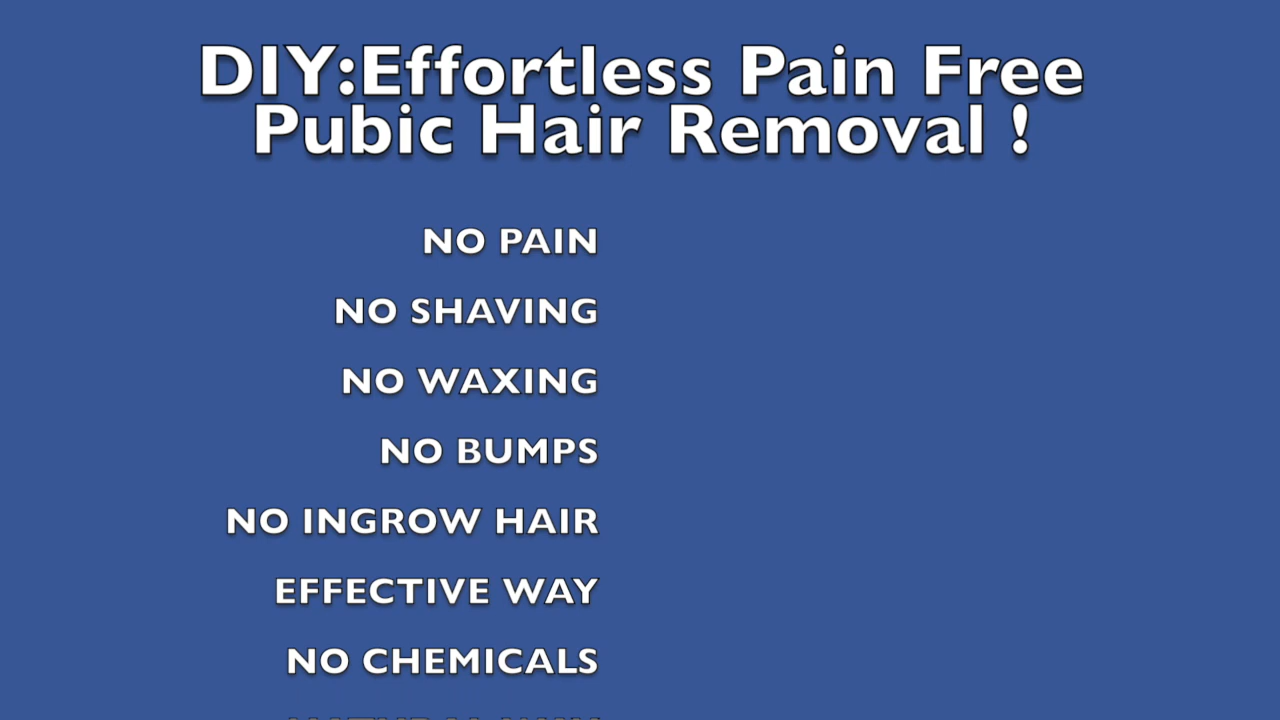 DIY:Effortless Pain Free
Pubic Hair Removal !
NO PAIN
NO SHAVING
NO WAXING
NO BUMPS
NO INGROW HAIR
EFFECTIVE WAY
NO CHEMICALS